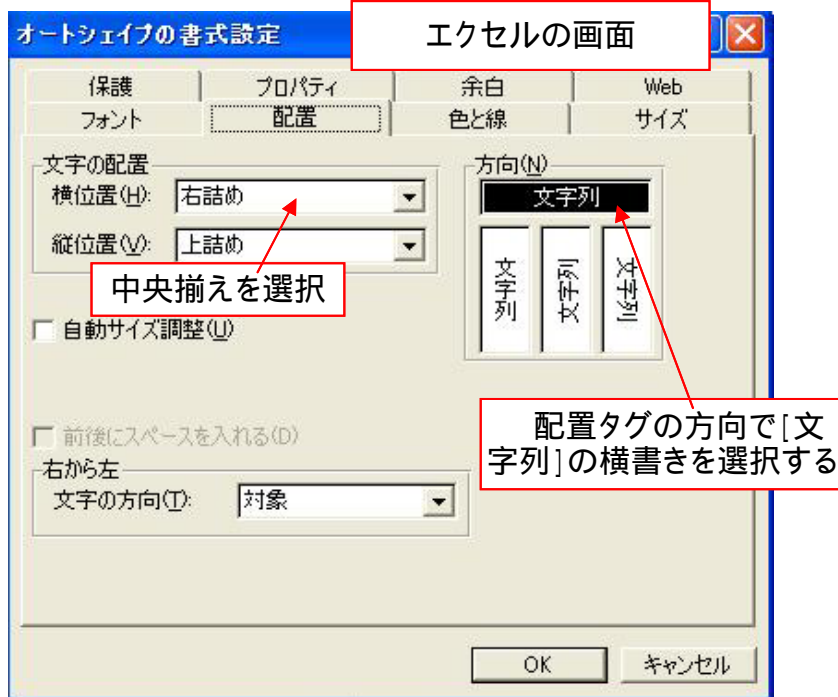 オートシェイプの書式設定
エクセルの画面
保護
プロパティ
余白
Web
フォント
配置
色と線
サイズ
文字の配置
横位置(H):
右詰め
縦位置(V):
上詰め
中央揃えを選択
方向(N)
文字列
文字列
文字列
文字列
自動サイズ調整(U)
配置タグの方向で[文
字列]の横書きを選択する
前後にスペースを入れる(D)
右から左
文字の方向(T):
対象
OK
キャンセル